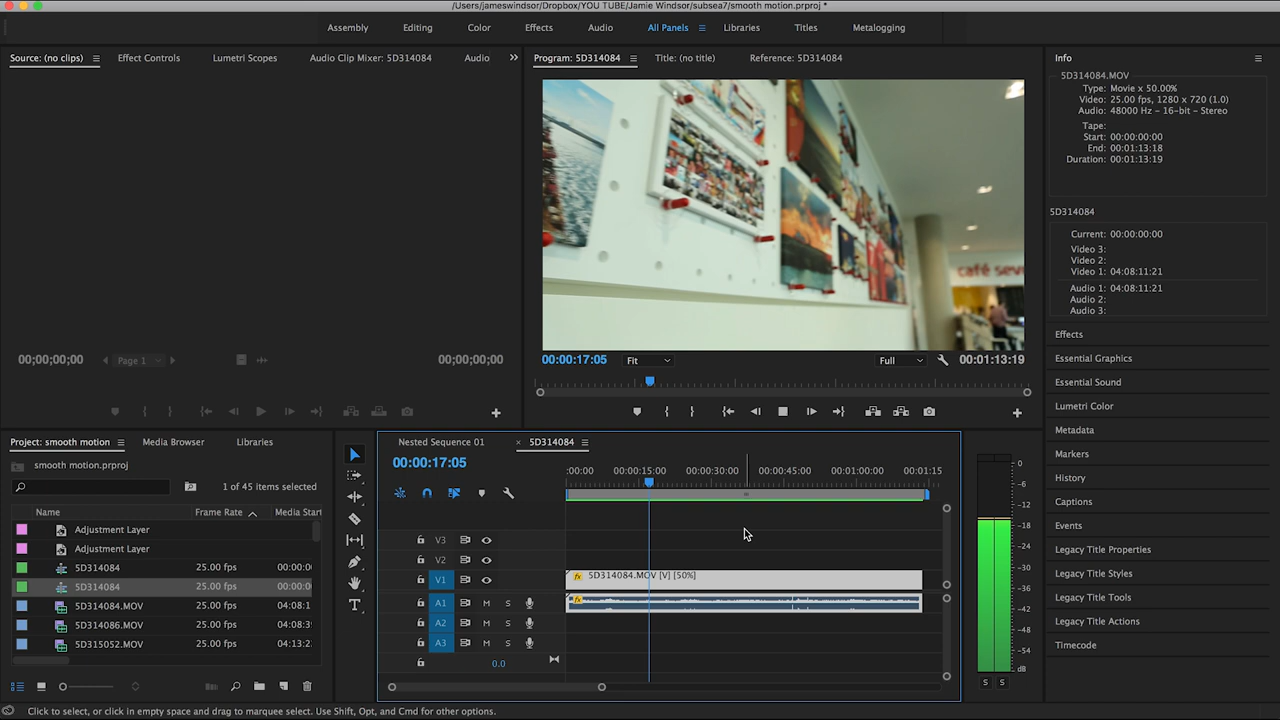 /Users/jameswindsor/Dropbox/YOU TUBE/Jamie Windsor/subsea7/smooth motion.prproj *
Assembly Editing Color Effects Audio All Panels Libraries Titles Metalogging
Source: (no clips) Effect Controls Lumetri Scopes Audio Clip Mixer: 5D314084 Audio
Program: 5D314084 Title: (no title) Reference: 5D314084
Info
5D314084.MOV
Type: Movie x 50.00%
Video: 25.00 fps, 1280 x 720 (1.0)
Audio: 48000 Hz - 16-bit - Stereo
Tape:
Start: 00:00:00:00
End: 00:01:13:18
Duration: 00:01:13:19
5D314084
Current: 00:00:00:00
Video 3:
Video 2:
Video 1: 04:08:11:21
Audio 1: 04:08:11:21
Audio 2:
Audio 3:
café seve
00;00;00;00 Page 1 00;00;00;00
00:00:17:05 Fit Full 00:01:13:19
Effects
Essential Graphics
Essential Sound
Lumetri Color
Metadata
Markers
History
Captions
Events
Legacy Title Properties
Legacy Title Styles
Legacy Title Tools
Legacy Title Actions
Timecode
Project: smooth motion Media Browser Libraries
smooth motion.prproj
1 of 45 items selected
Name Frame Rate Media Start
Adjustment Layer
Adjustment Layer
5D314084 25.00 fps 00:00:0
5D314084 25.00 fps 00:00:0
5D314084.MOV 25.00 fps 04:08:1
5D314086.MOV 25.00 fps 04:08:3
5D315052.MOV 25.00 fps 04:13:2
Nested Sequence 01 × 5D314084
00:00:17:05
:00:00 00:00:15:00 00:00:30:00 00:00:45:00 00:01:00:00 00:01:15
V3
V2
V1 5D314084.MOV [V] [50%]
fx
A1 M S
fx
A2 M S
A3 M S
0.0
0
-6
-12
-18
-24
-30
-36
-42
-48
-54
dB
S S
Click to select, or click in empty space and drag to marquee select. Use Shift, Opt, and Cmd for other options.